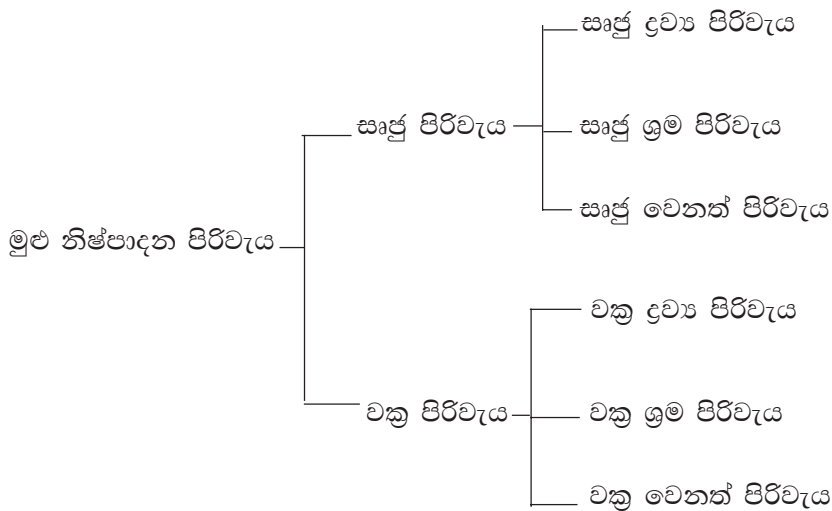 සෘජු ද්‍රව්‍ය පිරිවැය
සෘජු පිරිවැය
සෘජු ශ්‍රම පිරිවැය
සෘජු වෙනත් පිරිවැය
මුළු නිෂ්පාදන පිරිවැය
වක්‍ර ද්‍රව්‍ය පිරිවැය
වක්‍ර පිරිවැය
වක්‍ර ශ්‍රම පිරිවැය
වක්‍ර වෙනත් පිරිවැය